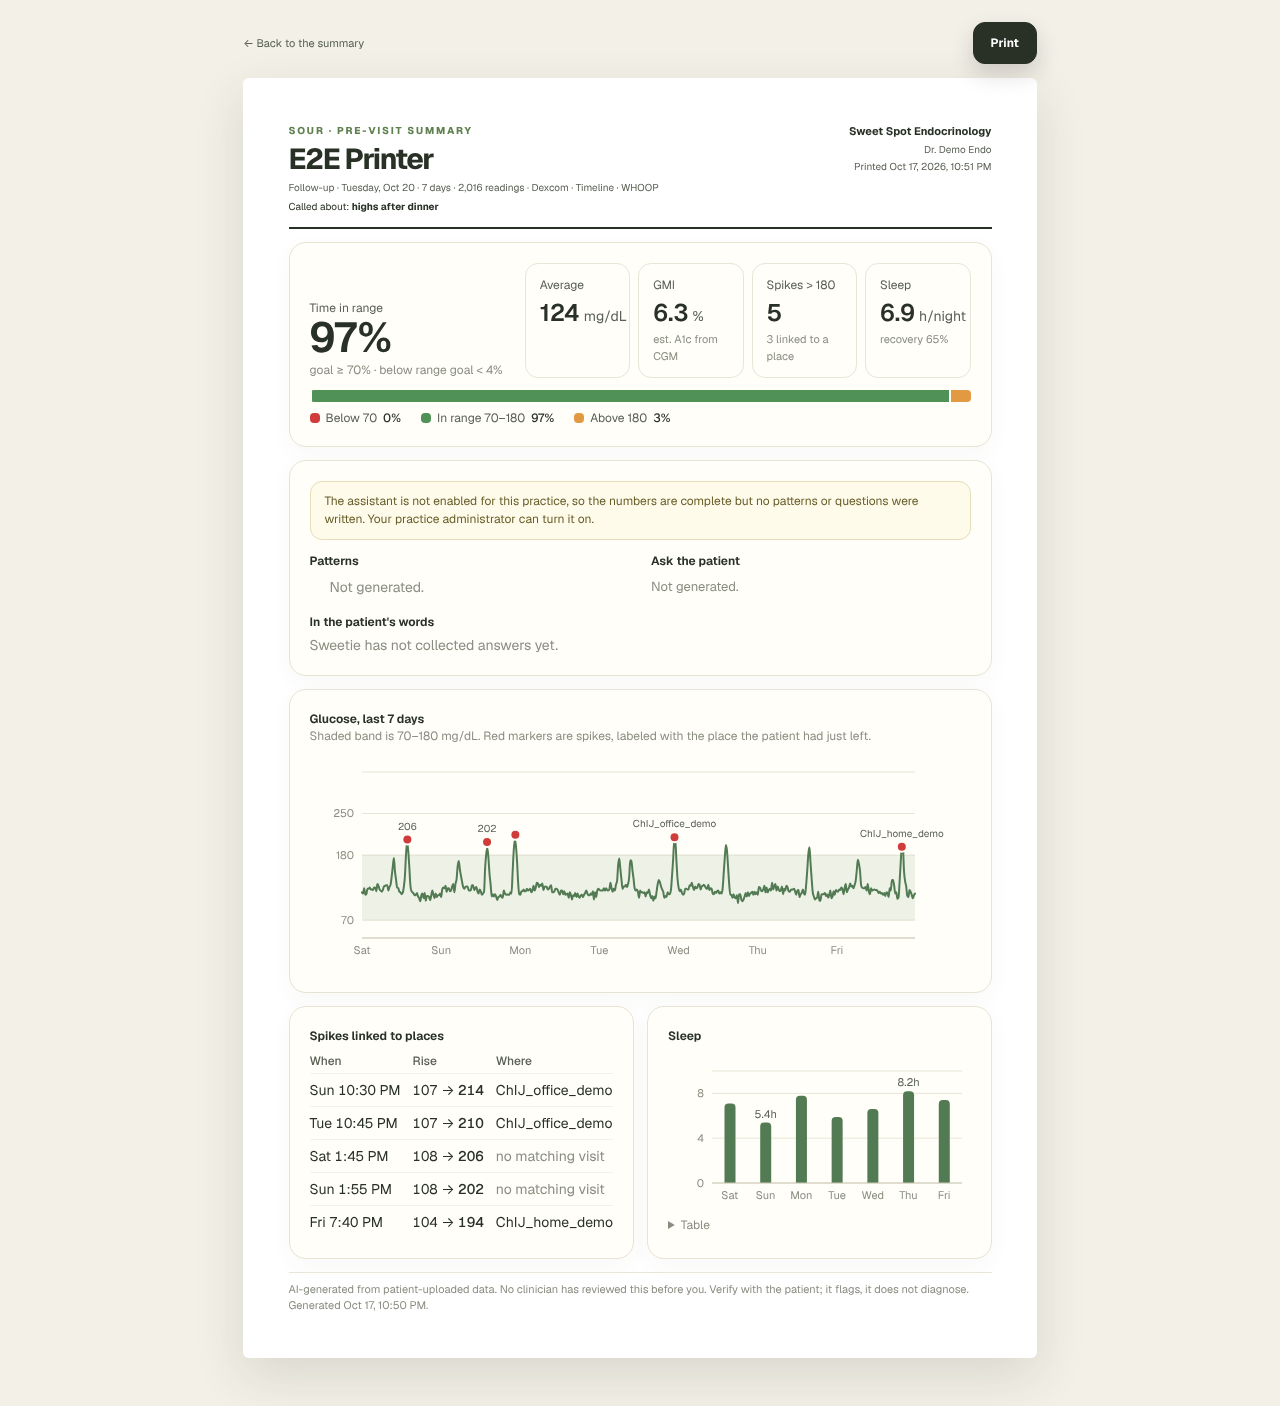 ← Back to the summary
Print
SOUR · PRE-VISIT SUMMARY
E2E Printer
Follow-up · Tuesday, Oct 20 · 7 days · 2,016 readings · Dexcom · Timeline · WHOOP
Called about: highs after dinner
Sweet Spot Endocrinology
Dr. Demo Endo
Printed Oct 17, 2026, 10:51 PM
Time in range
97%
goal ≥ 70% · below range goal < 4%
Average
124 mg/dL
GMI
6.3 %
est. A1c from
CGM
Spikes > 180
5
3 linked to a
place
Sleep
6.9 h/night
recovery 65%
Below 70 0%
In range 70–180 97%
Above 180 3%
The assistant is not enabled for this practice, so the numbers are complete but no patterns or questions were
written. Your practice administrator can turn it on.
Patterns
Not generated.
Ask the patient
Not generated.
In the patient's words
Sweetie has not collected answers yet.
Glucose, last 7 days
Shaded band is 70–180 mg/dL. Red markers are spikes, labeled with the place the patient had just left.
250
180
70
206
202
ChIJ_office_demo
ChIJ_home_demo
Sat Sun Mon Tue Wed Thu Fri
Spikes linked to places
When Rise Where
Sun 10:30 PM 107 → 214 ChIJ_office_demo
Tue 10:45 PM 107 → 210 ChIJ_office_demo
Sat 1:45 PM 108 → 206 no matching visit
Sun 1:55 PM 108 → 202 no matching visit
Fri 7:40 PM 104 → 194 ChIJ_home_demo
Sleep
8
4
0
5.4h
8.2h
Sat Sun Mon Tue Wed Thu Fri
▶ Table
AI-generated from patient-uploaded data. No clinician has reviewed this before you. Verify with the patient; it flags, it does not diagnose.
Generated Oct 17, 10:50 PM.